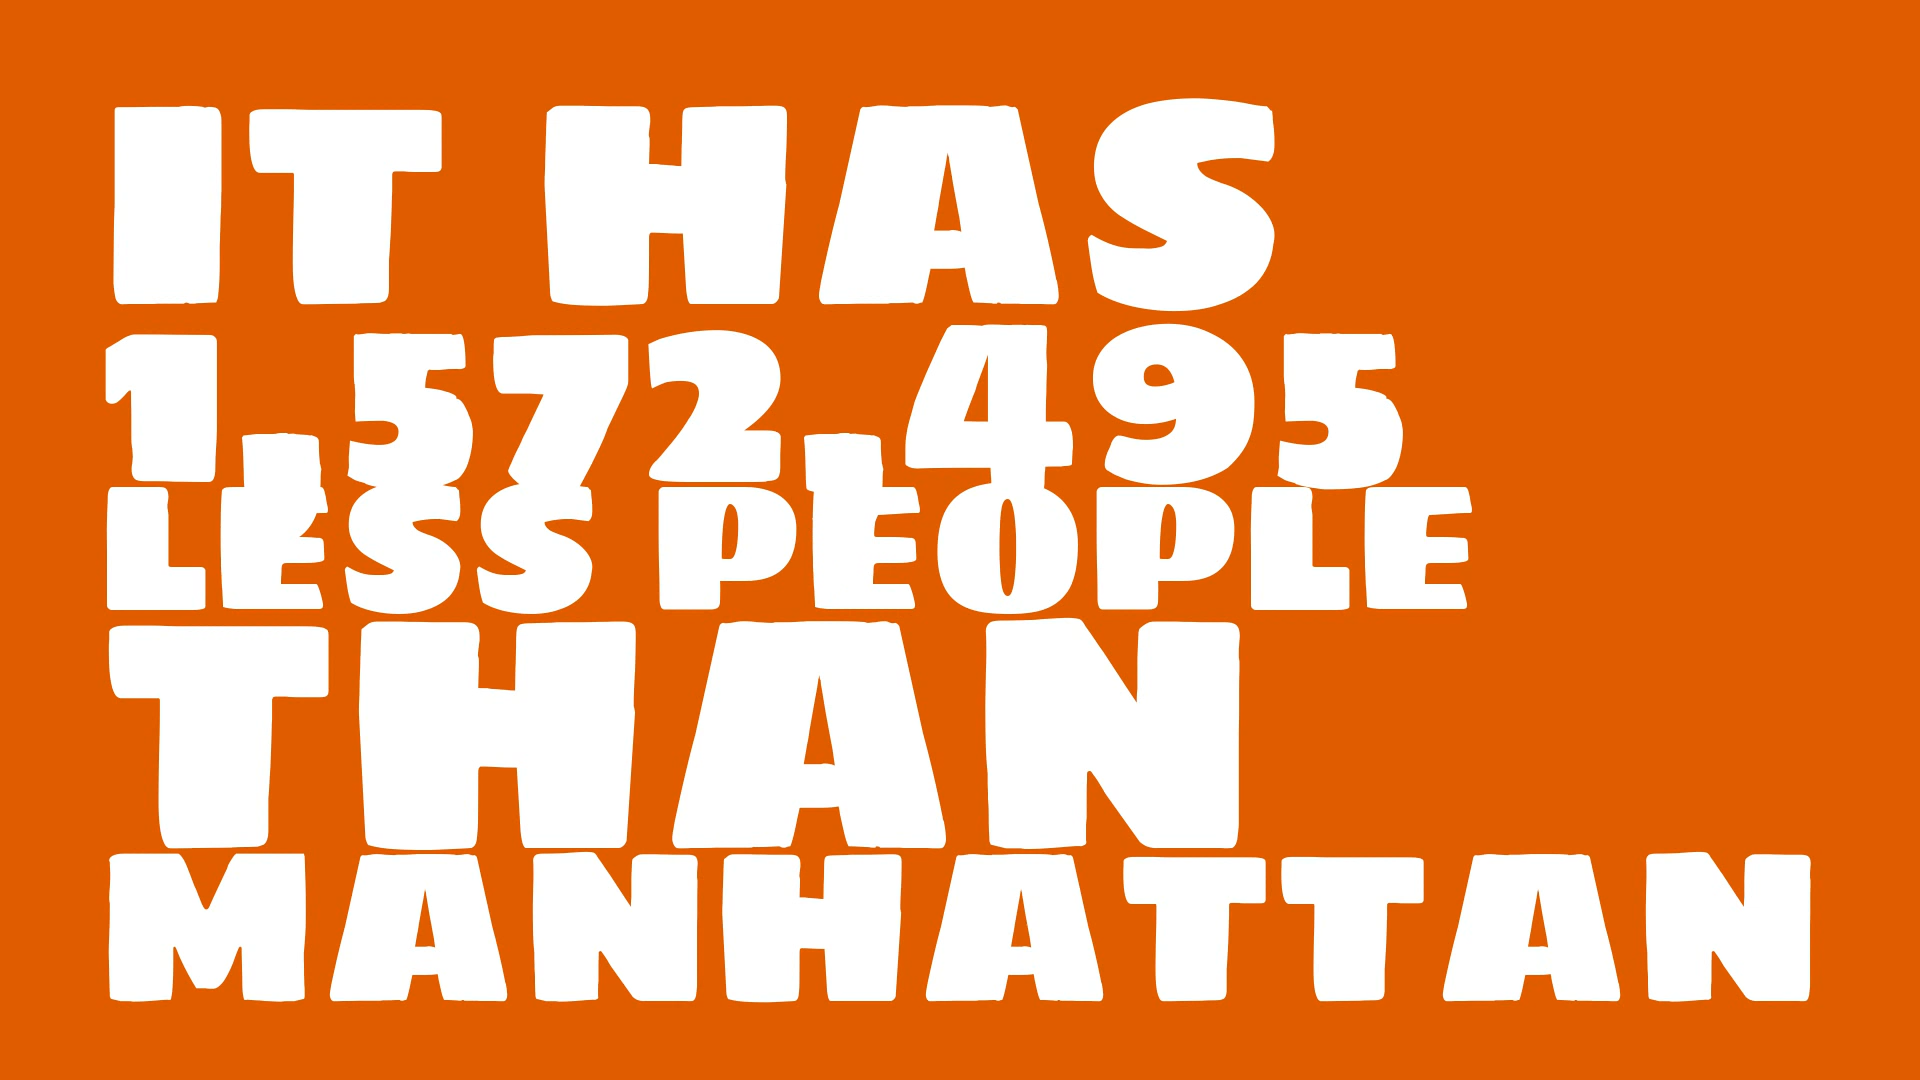 IT HAS
1,572,495
LESS PEOPLE
THAN
MANHATTAN